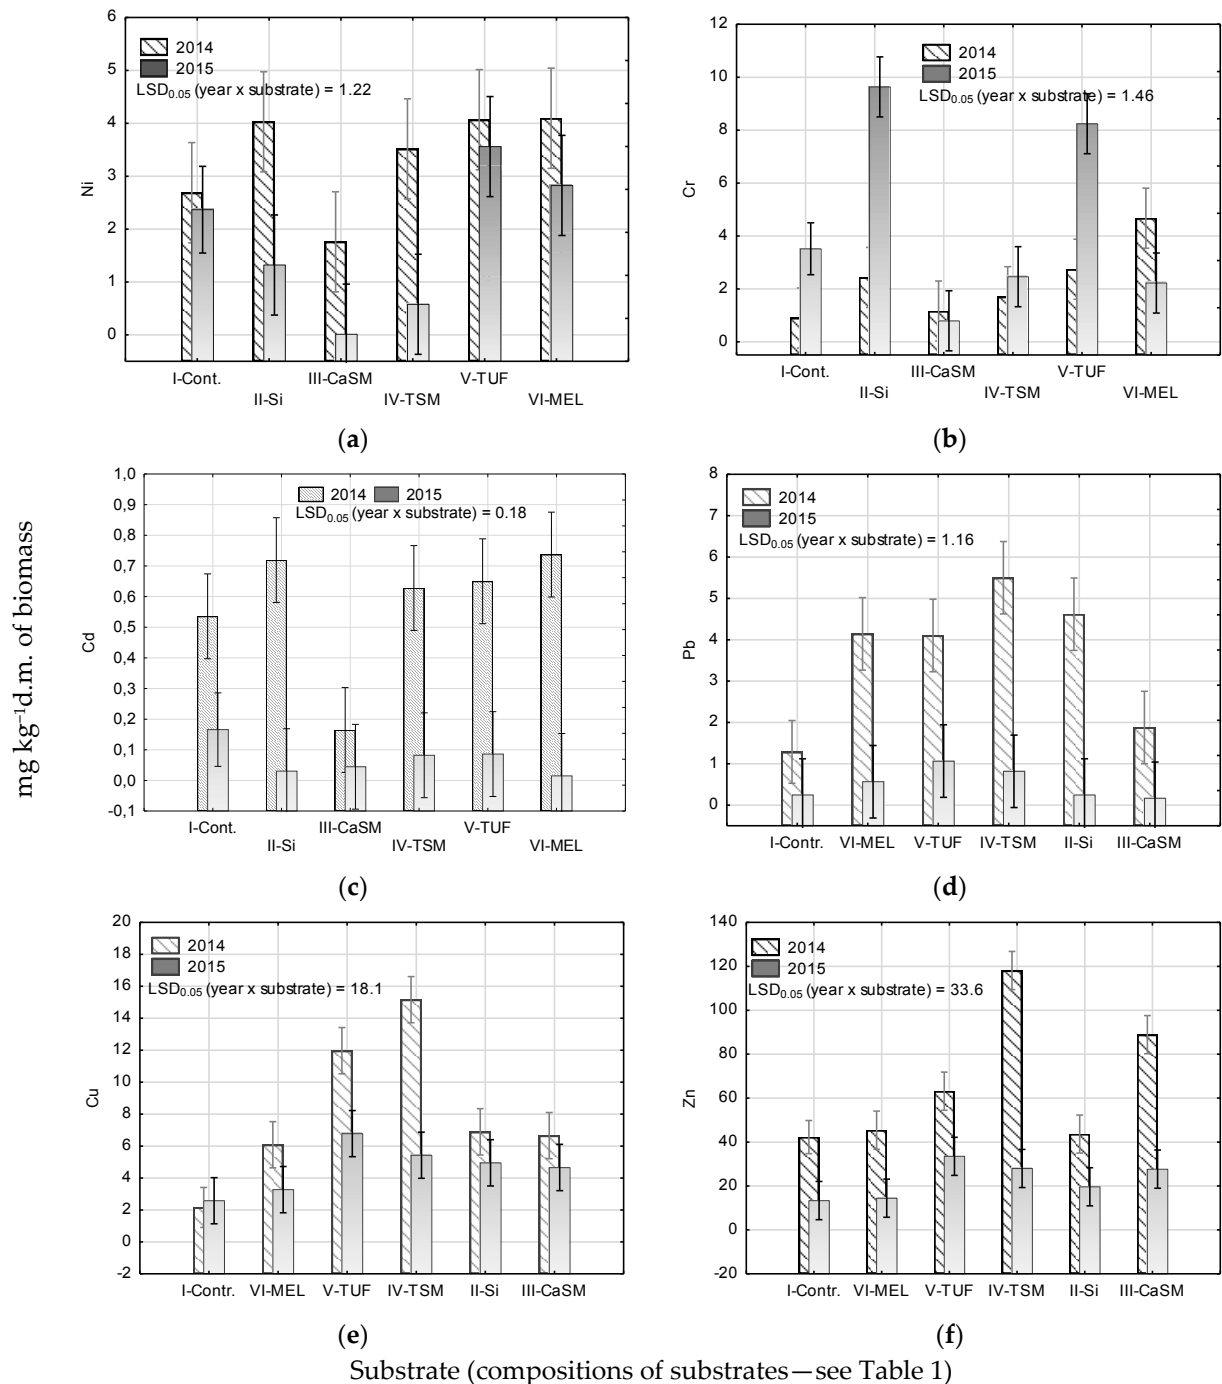 mg kg⁻¹d.m. of biomass
6
5
4
3
2
1
0
Ni
2014
2015
LSD0.05 (year x substrate) = 1.22
I-Cont.
II-Si
III-CaSM
IV-TSM
V-TUF
VI-MEL
(a)
12
10
8
6
4
2
0
Cr
2014
2015
LSD0.05 (year x substrate) = 1.46
I-Cont.
II-Si
III-CaSM
IV-TSM
V-TUF
VI-MEL
(b)
1,0
0,9
0,8
0,7
0,6
0,5
0,4
0,3
0,2
0,1
0,0
-0,1
Cd
2014 2015
LSD0.05 (year x substrate) = 0.18
I-Cont.
II-Si
III-CaSM
IV-TSM
V-TUF
VI-MEL
(c)
8
7
6
5
4
3
2
1
0
Pb
2014
2015
LSD0.05 (year x substrate) = 1.16
I-Contr. VI-MEL V-TUF IV-TSM II-Si III-CaSM
(d)
20
18
16
14
12
10
8
6
4
2
0
-2
Cu
2014
2015
LSD0.05 (year x substrate) = 18.1
I-Contr. VI-MEL V-TUF IV-TSM II-Si III-CaSM
(e)
140
120
100
80
60
40
20
0
-20
Zn
2014
2015
LSD0.05 (year x substrate) = 33.6
I-Contr. VI-MEL V-TUF IV-TSM II-Si III-CaSM
(f)
Substrate (compositions of substrates—see Table 1)